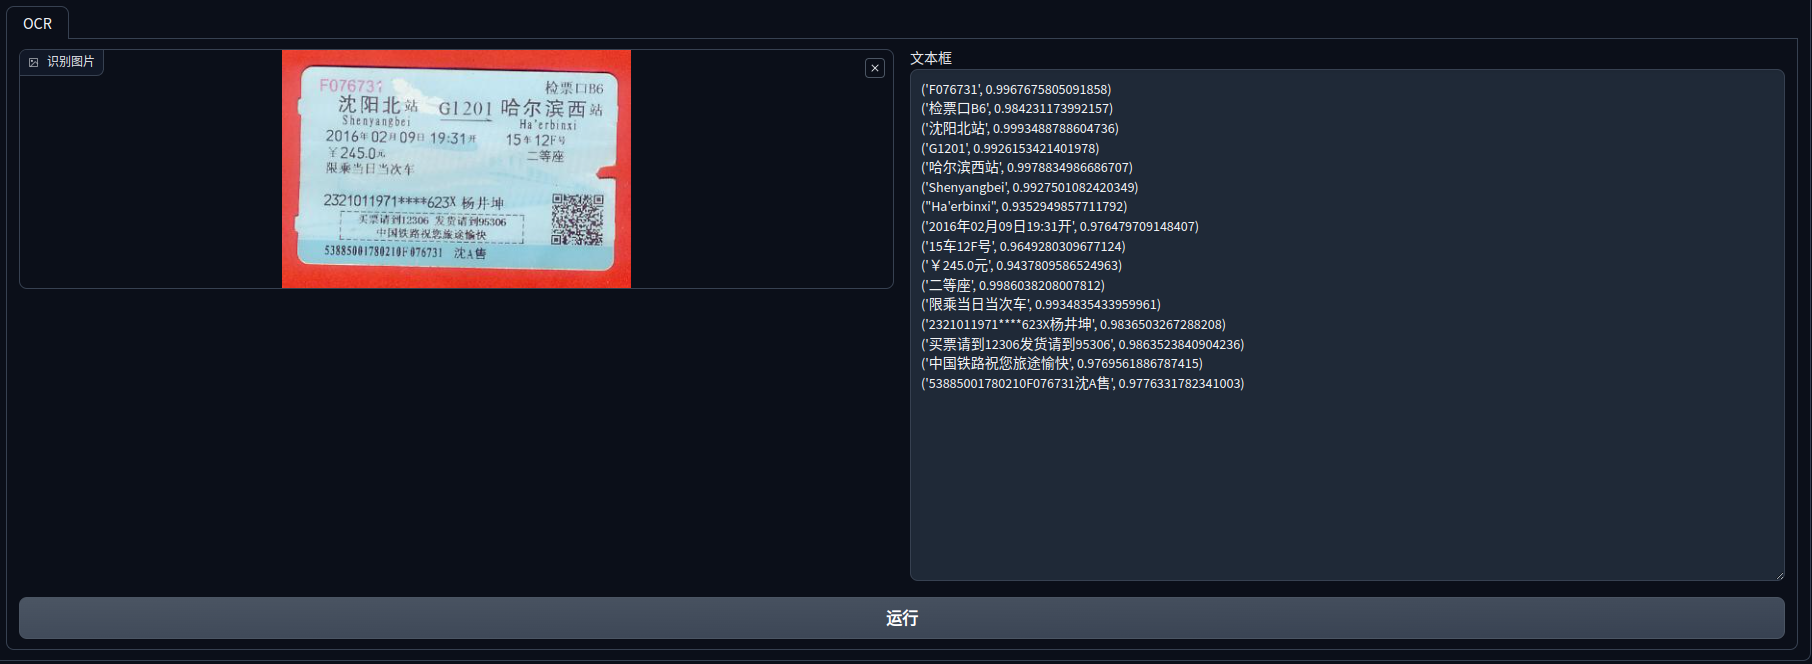 OCR
识别图片
F076731
检票口B6
沈阳北站 G1201 哈尔滨西站
Shenyangbei Ha'erbinxi
2016年02月09日19:31开 15车12F号
￥245.0元 二等座
限乘当日当次车
2321011971****623X 杨井坤
买票请到12306 发货请到95306
中国铁路祝您旅途愉快
53885001780210F076731 沈A售
文本框
('F076731', 0.9967675805091858)
('检票口B6', 0.984231173992157)
('沈阳北站', 0.9993488788604736)
('G1201', 0.9926153421401978)
('哈尔滨西站', 0.9978834986686707)
('Shenyangbei', 0.9927501082420349)
("Ha'erbinxi", 0.9352949857711792)
('2016年02月09日19:31开', 0.976479709148407)
('15车12F号', 0.9649280309677124)
('￥245.0元', 0.9437809586524963)
('二等座', 0.9986038208007812)
('限乘当日当次车', 0.9934835433959961)
('2321011971****623X杨井坤', 0.9836503267288208)
('买票请到12306发货请到95306', 0.9863523840904236)
('中国铁路祝您旅途愉快', 0.9769561886787415)
('53885001780210F076731沈A售', 0.9776331782341003)
运行